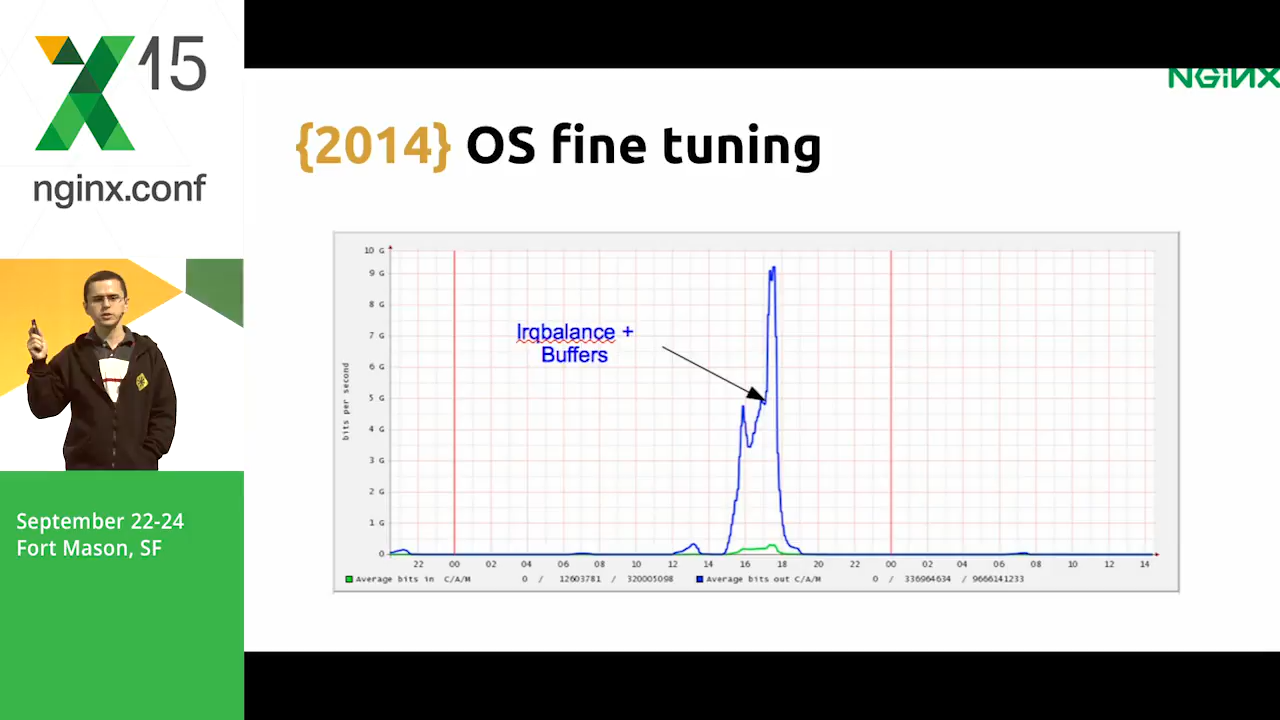 15
nginx.conf
September 22-24
Fort Mason, SF
NGINX
{2014} OS fine tuning
Irqbalance +
Buffers
bits per second
10 G
9 G
8 G
7 G
6 G
5 G
4 G
3 G
2 G
1 G
0
22 00 02 04 06 08 10 12 14 16 18 20 22 00 02 04 06 08 10 12 14
Average bits in C/A/M 0 / 12603781 / 320005098 Average bits out C/A/M 0 / 336964634 / 9666141233